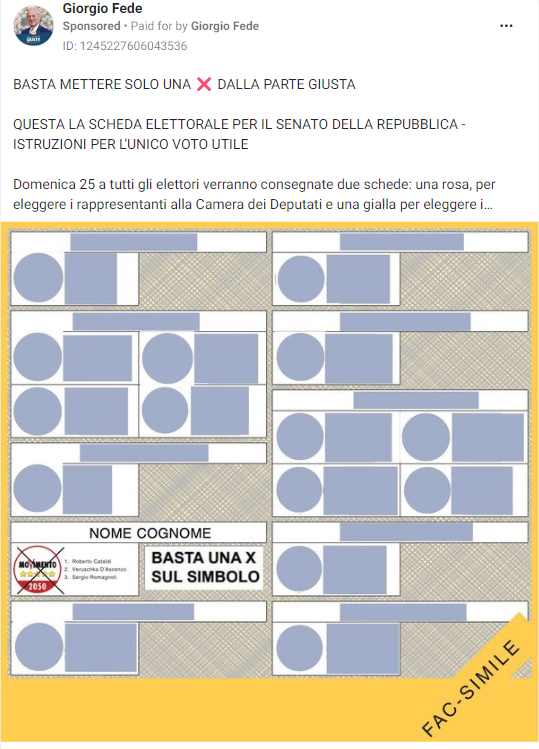 Giorgio Fede
Sponsored • Paid for by Giorgio Fede
ID: 1245227606043536
BASTA METTERE SOLO UNA ❌ DALLA PARTE GIUSTA
QUESTA LA SCHEDA ELETTORALE PER IL SENATO DELLA REPUBBLICA -
ISTRUZIONI PER L'UNICO VOTO UTILE
Domenica 25 a tutti gli elettori verranno consegnate due schede: una rosa, per
eleggere i rappresentanti alla Camera dei Deputati e una gialla per eleggere i...
NOME COGNOME
MOVIMENTO
2050
1. Roberto Cataldi
2. Veruschka D'Ascenzo
3. Sergio Romagnoli
BASTA UNA X
SUL SIMBOLO
FAC-SIMILE